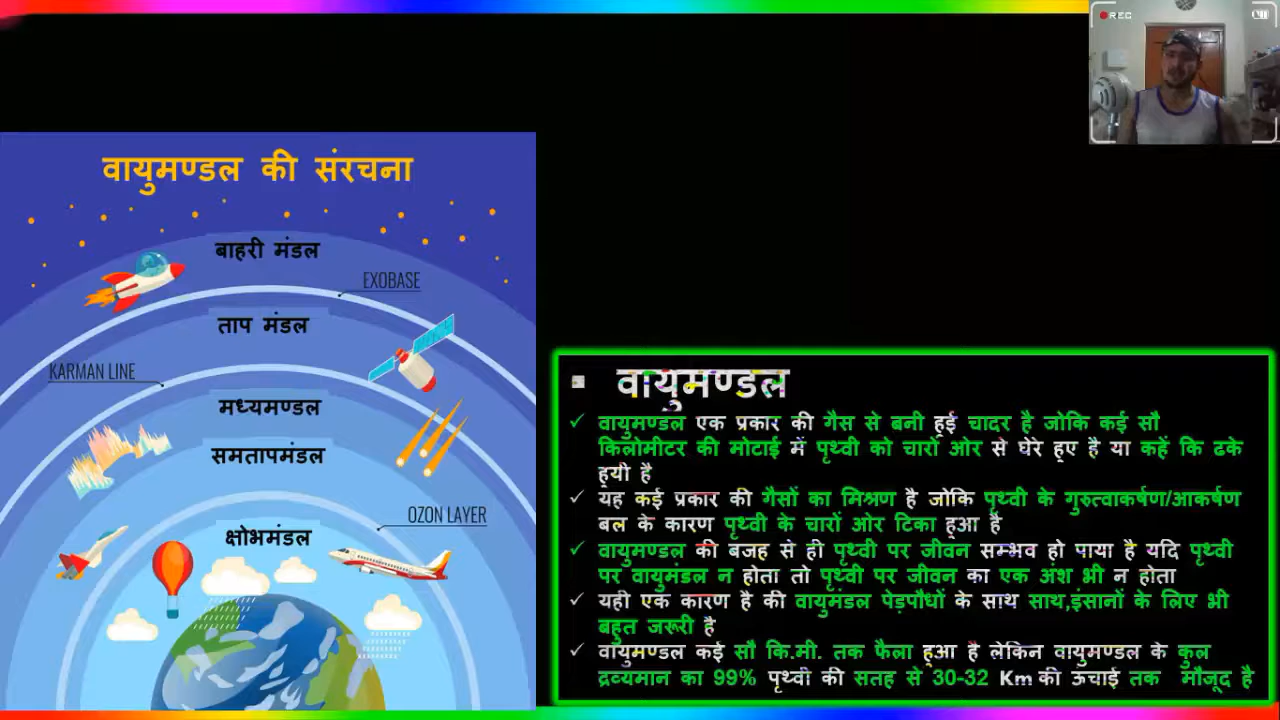 REC
वायुमण्डल की संरचना
बाहरी मंडल
EXOBASE
ताप मंडल
KARMAN LINE
मध्यमण्डल
समतापमंडल
OZON LAYER
क्षोभमंडल
वायुमण्डल
वायुमण्डल एक प्रकार की गैस से बनी हुई चादर है जोकि कई सौ
किलोमीटर की मोटाई में पृथ्वी को चारों ओर से घेरे हुए है या कहें कि ढके
हुयी है
यह कई प्रकार की गैसों का मिश्रण है जोकि पृथ्वी के गुरुत्वाकर्षण/आकर्षण
बल के कारण पृथ्वी के चारों ओर टिका हुआ है
वायुमण्डल की बजह से ही पृथ्वी पर जीवन सम्भव हो पाया है यदि पृथ्वी
पर वायुमंडल न होता तो पृथ्वी पर जीवन का एक अंश भी न होता
यही एक कारण है की वायुमंडल पेड़पौधों के साथ साथ,इंसानों के लिए भी
बहुत जरूरी है
वायुमण्डल कई सौ कि.मी. तक फैला हुआ है लेकिन वायुमण्डल के कुल
द्रव्यमान का 99% पृथ्वी की सतह से 30-32 Km की ऊंचाई तक मौजूद है